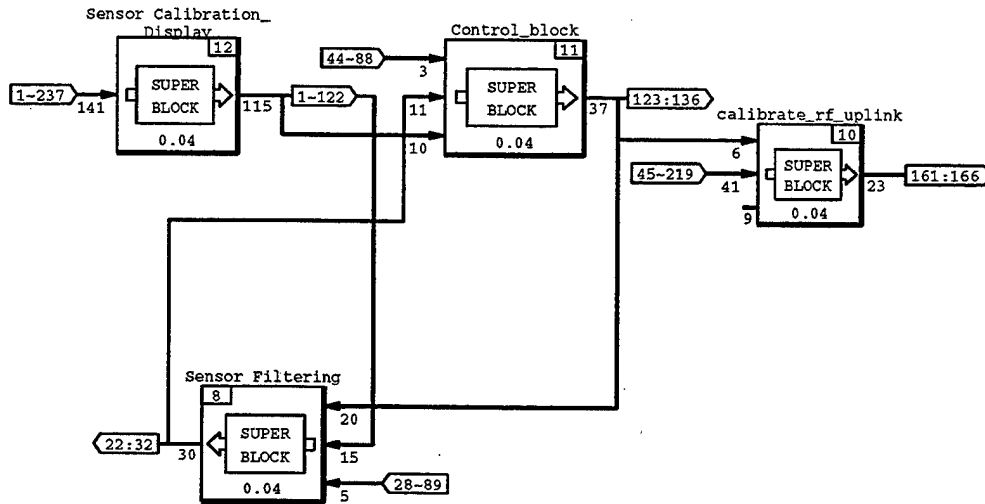 Sensor Calibration_
Display
12
1~237
141
SUPER
BLOCK
0.04
115
1~122
44~88
3
11
10
Control_block
11
SUPER
BLOCK
0.04
37
123:136
calibrate_rf_uplink
10
6
45~219
41
9
SUPER
BLOCK
0.04
23
161:166
Sensor Filtering
8
22:32
30
SUPER
BLOCK
0.04
20
15
5
28~89